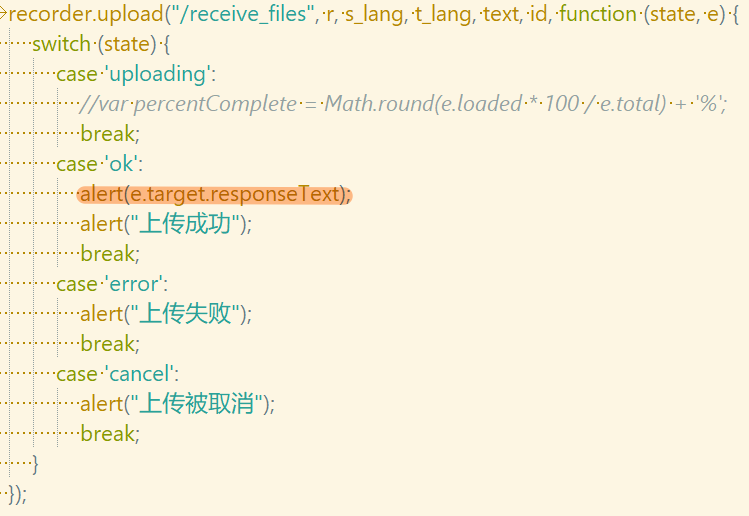 recorder.upload("/receive_files", r, s_lang, t_lang, text, id, function (state, e) {
switch (state) {
case 'uploading':
//var percentComplete = Math.round(e.loaded * 100 / e.total) + '%';
break;
case 'ok':
alert(e.target.responseText);
alert("上传成功");
break;
case 'error':
alert("上传失败");
break;
case 'cancel':
alert("上传被取消");
break;
}
});